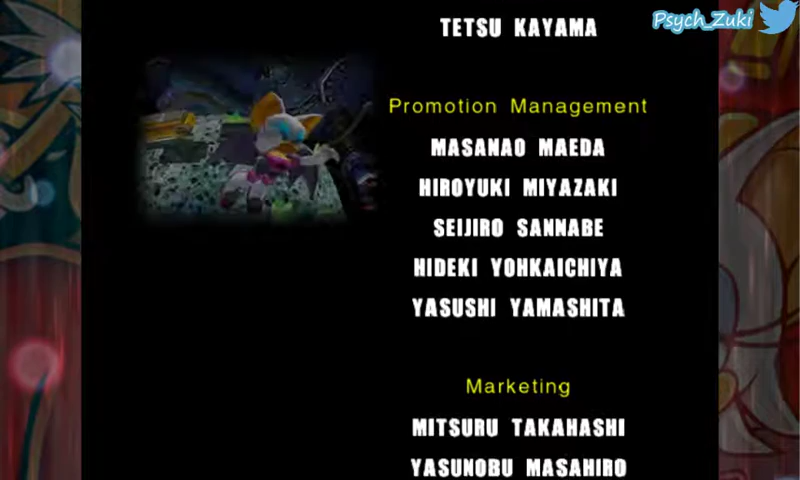 Psych_Zuki
TETSU KAYAMA
Promotion Management
MASANAO MAEDA
HIROYUKI MIYAZAKI
SEIJIRO SANNABE
HIDEKI YOHKAICHIYA
YASUSHI YAMASHITA
Marketing
MITSURU TAKAHASHI
YASUNOBU MASAHIRO